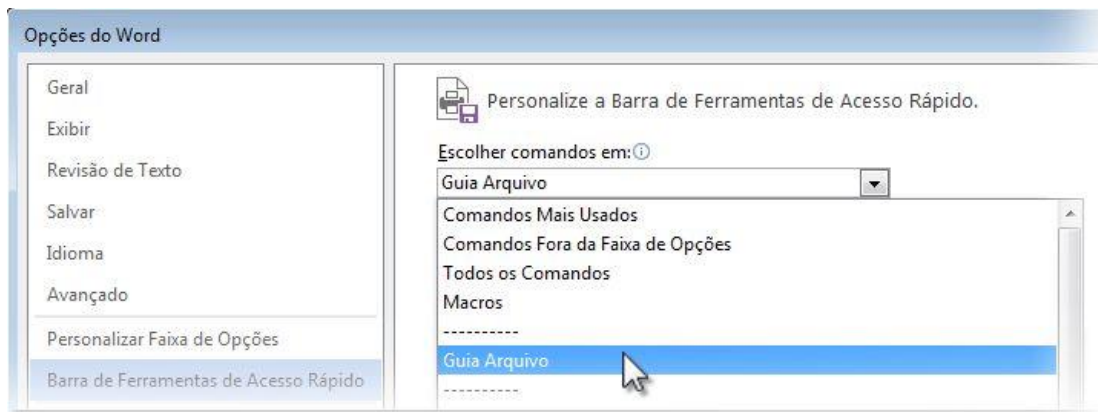 Opções do Word
Geral
Exibir
Revisão de Texto
Salvar
Idioma
Avançado
Personalizar Faixa de Opções
Barra de Ferramentas de Acesso Rápido
Personalize a Barra de Ferramentas de Acesso Rápido.
Escolher comandos em:
Guia Arquivo
Comandos Mais Usados
Comandos Fora da Faixa de Opções
Todos os Comandos
Macros
----------
Guia Arquivo
----------